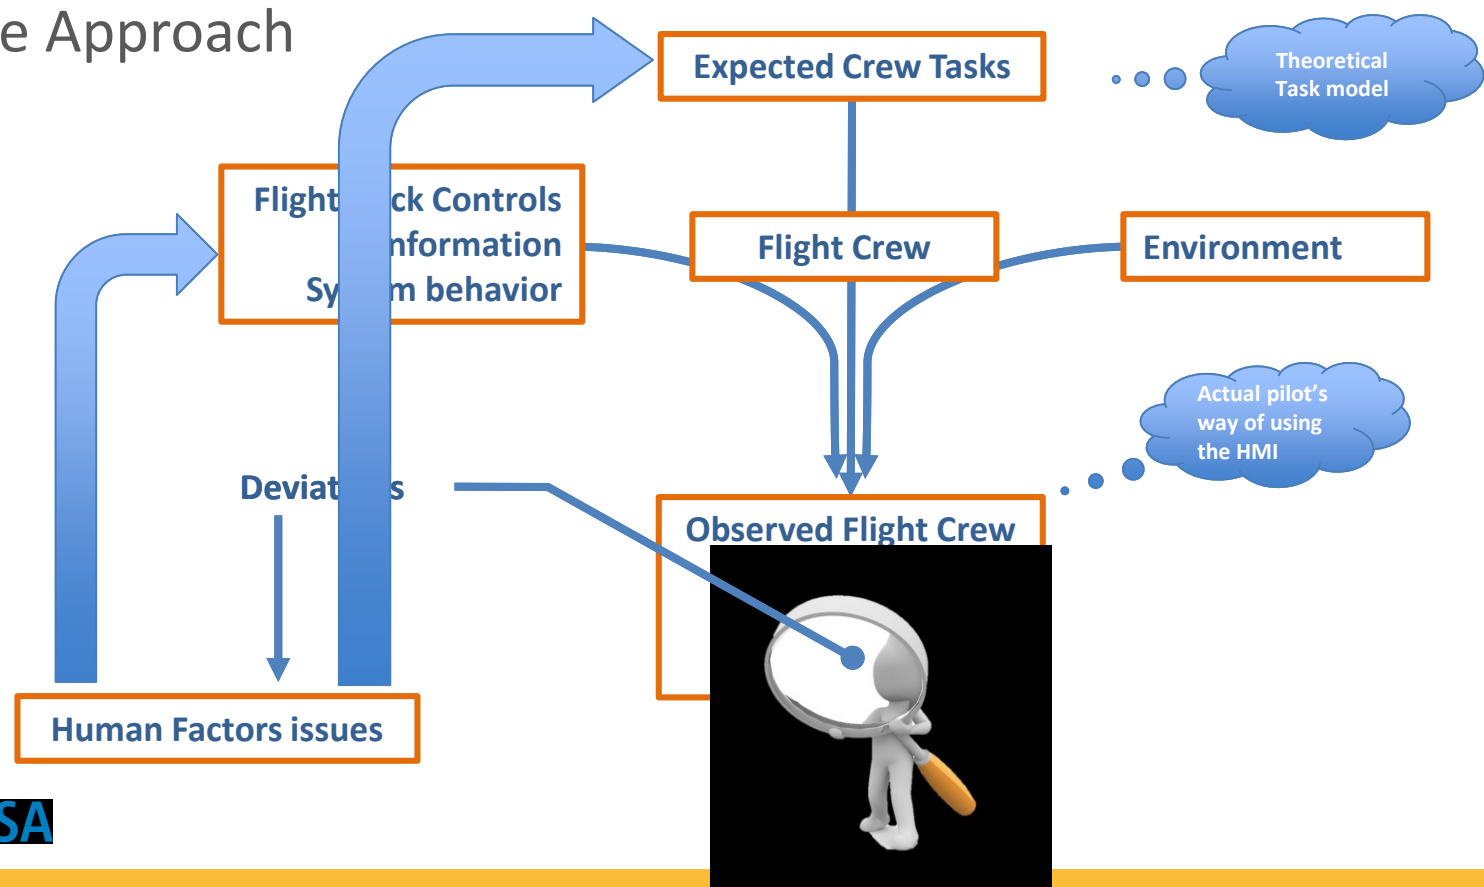 e Approach
Expected Crew Tasks
Theoretical
Task model
Flight ck Controls
nformation
Sy m behavior
Flight Crew
Environment
Actual pilot's
way of using
the HMI
Deviat s
Observed Flight Crew
Human Factors issues
SA